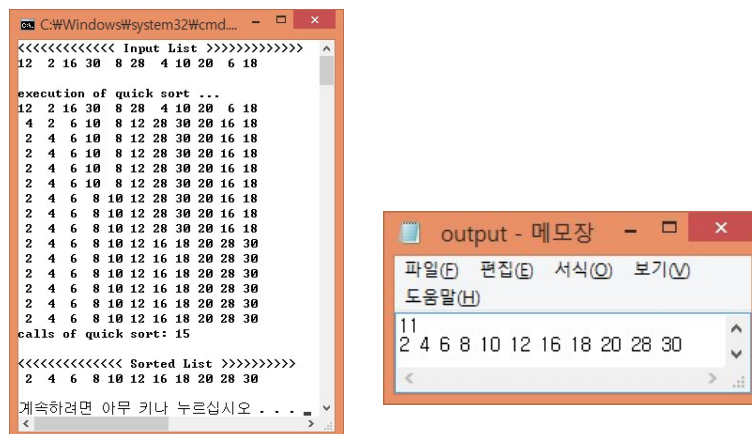 C:₩Windows₩system32₩cmd....
<<<<<<<<<<<<< Input List >>>>>>>>>>>>>
12 2 16 30 8 28 4 10 20 6 18
execution of quick sort ...
12 2 16 30 8 28 4 10 20 6 18
4 2 6 10 8 12 28 30 20 16 18
2 4 6 10 8 12 28 30 20 16 18
2 4 6 10 8 12 28 30 20 16 18
2 4 6 10 8 12 28 30 20 16 18
2 4 6 10 8 12 28 30 20 16 18
2 4 6 8 10 12 28 30 20 16 18
2 4 6 8 10 12 28 30 20 16 18
2 4 6 8 10 12 28 30 20 16 18
2 4 6 8 10 12 16 18 20 28 30
2 4 6 8 10 12 16 18 20 28 30
2 4 6 8 10 12 16 18 20 28 30
2 4 6 8 10 12 16 18 20 28 30
2 4 6 8 10 12 16 18 20 28 30
2 4 6 8 10 12 16 18 20 28 30
calls of quick sort: 15
<<<<<<<<<<<<< Sorted List >>>>>>>>>>
2 4 6 8 10 12 16 18 20 28 30
계속하려면 아무 키나 누르십시오 . . .
output - 메모장
파일(F) 편집(E) 서식(O) 보기(V)
도움말(H)
11
2 4 6 8 10 12 16 18 20 28 30